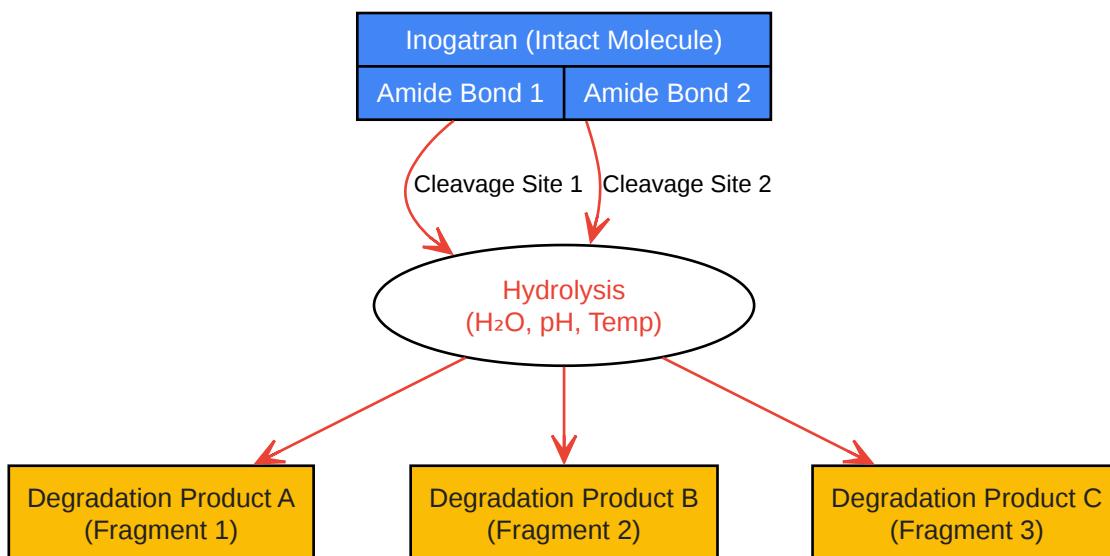 Inogatran (Intact Molecule)
Amide Bond 1
Amide Bond 2
Cleavage Site 1
Cleavage Site 2
Hydrolysis
(H₂O, pH, Temp)
Degradation Product A
(Fragment 1)
Degradation Product B
(Fragment 2)
Degradation Product C
(Fragment 3)